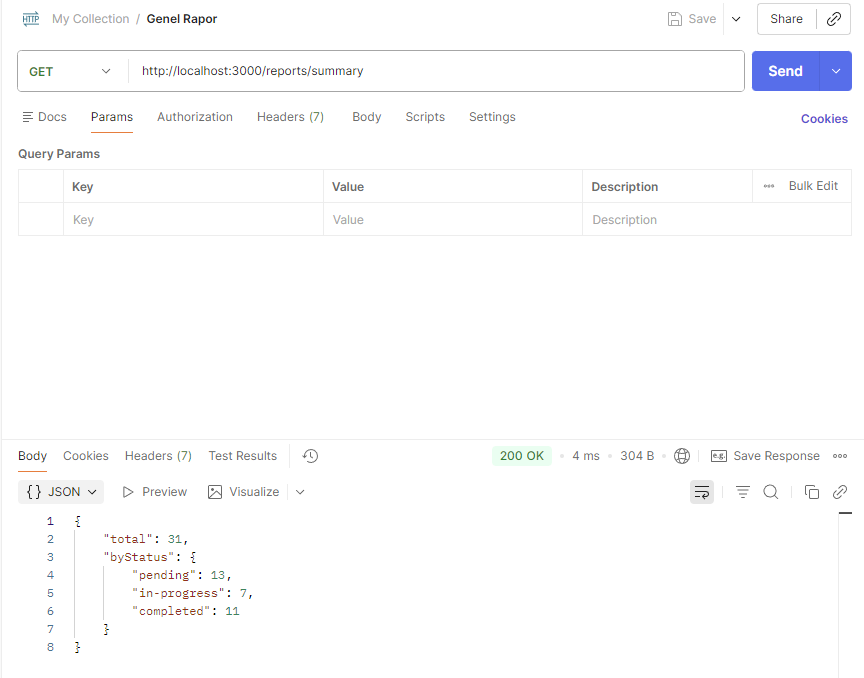 HTTP My Collection / Genel Rapor Save Share
GET http://localhost:3000/reports/summary Send
Docs Params Authorization Headers (7) Body Scripts Settings Cookies
Query Params
Key Value Description Bulk Edit
Key Value Description
Body Cookies Headers (7) Test Results 200 OK 4 ms 304 B e.g. Save Response
{} JSON Preview Visualize
1 {
2 "total": 31,
3 "byStatus": {
4 "pending": 13,
5 "in-progress": 7,
6 "completed": 11
7 }
8 }